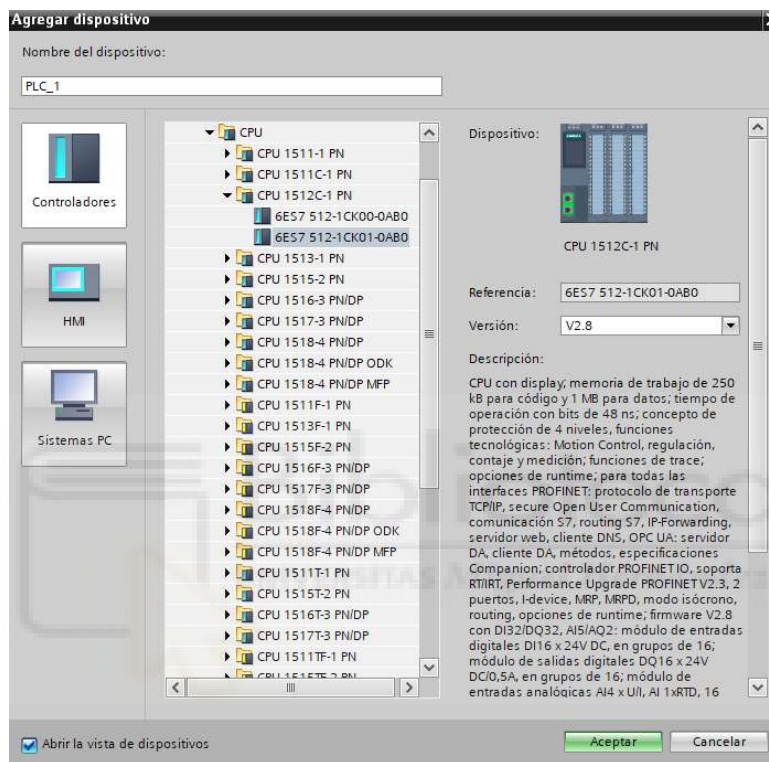 Agregar dispositivo
Nombre del dispositivo:
PLC_1
Controladores
HMI
Sistemas PC
CPU
CPU 1511-1 PN
CPU 1511C-1 PN
CPU 1512C-1 PN
6ES7 512-1CK00-0AB0
6ES7 512-1CK01-0AB0
CPU 1513-1 PN
CPU 1515-2 PN
CPU 1516-3 PN/DP
CPU 1517-3 PN/DP
CPU 1518-4 PN/DP
CPU 1518-4 PN/DP ODK
CPU 1518-4 PN/DP MFP
CPU 1511F-1 PN
CPU 1513F-1 PN
CPU 1515F-2 PN
CPU 1516F-3 PN/DP
CPU 1517F-3 PN/DP
CPU 1518F-4 PN/DP
CPU 1518F-4 PN/DP ODK
CPU 1518F-4 PN/DP MFP
CPU 1511T-1 PN
CPU 1515T-2 PN
CPU 1516T-3 PN/DP
CPU 1517T-3 PN/DP
CPU 1511TF-1 PN
CPU 1515TF-2 PN
Dispositivo:
CPU 1512C-1 PN
Referencia:
6ES7 512-1CK01-0AB0
Versión:
V2.8
Descripción:
CPU con display; memoria de trabajo de 250
kB para código y 1 MB para datos; tiempo de
operación con bits de 48 ns; concepto de
protección de 4 niveles, funciones
tecnológicas: Motion Control, regulación,
contaje y medición; funciones de trace;
opciones de runtime; para todas las
interfaces PROFINET: protocolo de transporte
TCP/IP, secure Open User Communication,
comunicación S7, routing S7, IP-Forwarding,
servidor web, cliente DNS, OPC UA: servidor
DA, cliente DA, métodos, especificaciones
Companion; controlador PROFINET IO, soporta
RT/IRT, Performance Upgrade PROFINET V2.3, 2
puertos, I-device, MRP, MRPD, modo isócrono,
routing, opciones de runtime; firmware V2.8
con DI32/DQ32, AI5/AQ2: módulo de entradas
digitales DI16 x 24V DC, en grupos de 16;
módulo de salidas digitales DQ16 x 24V
DC/0,5A, en grupos de 16; módulo de
entradas analógicas AI4 x U/I, AI 1xRTD, 16
Abrir la vista de dispositivos
Aceptar
Cancelar